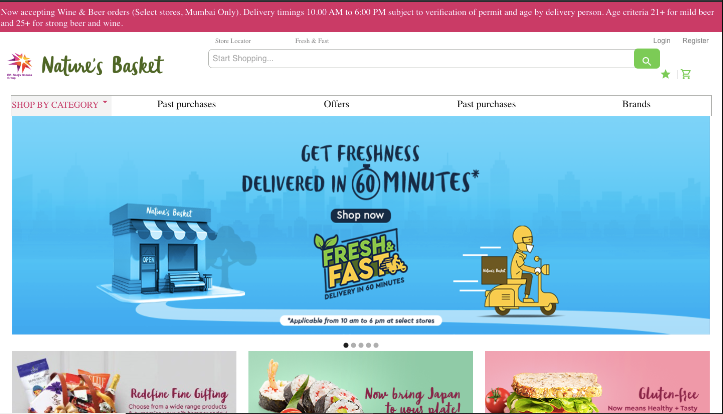 Now accepting Wine & Beer orders (Select stores, Mumbai Only). Delivery timings 10.00 AM to 6:00 PM subject to verification of permit and age by delivery person. Age criteria 21+ for mild beer
and 25+ for strong beer and wine.
Store Locator
Fresh & Fast
Login
Register
Nature's Basket
Start Shopping...
SHOP BY CATEGORY
Past purchases
Offers
Past purchases
Brands
GET FRESHNESS
DELIVERED IN 60 MINUTES*
Shop now
Nature's Basket
OPEN
FRESH &
FAST
DELIVERY IN 60 MINUTES
Nature's Basket
*Applicable from 10 am to 6 pm at select stores
Redefine Fine Gifting
Choose from a wide range products
Now bring Japan
to your plate!
Gluten-free
Now means Healthy + Tasty